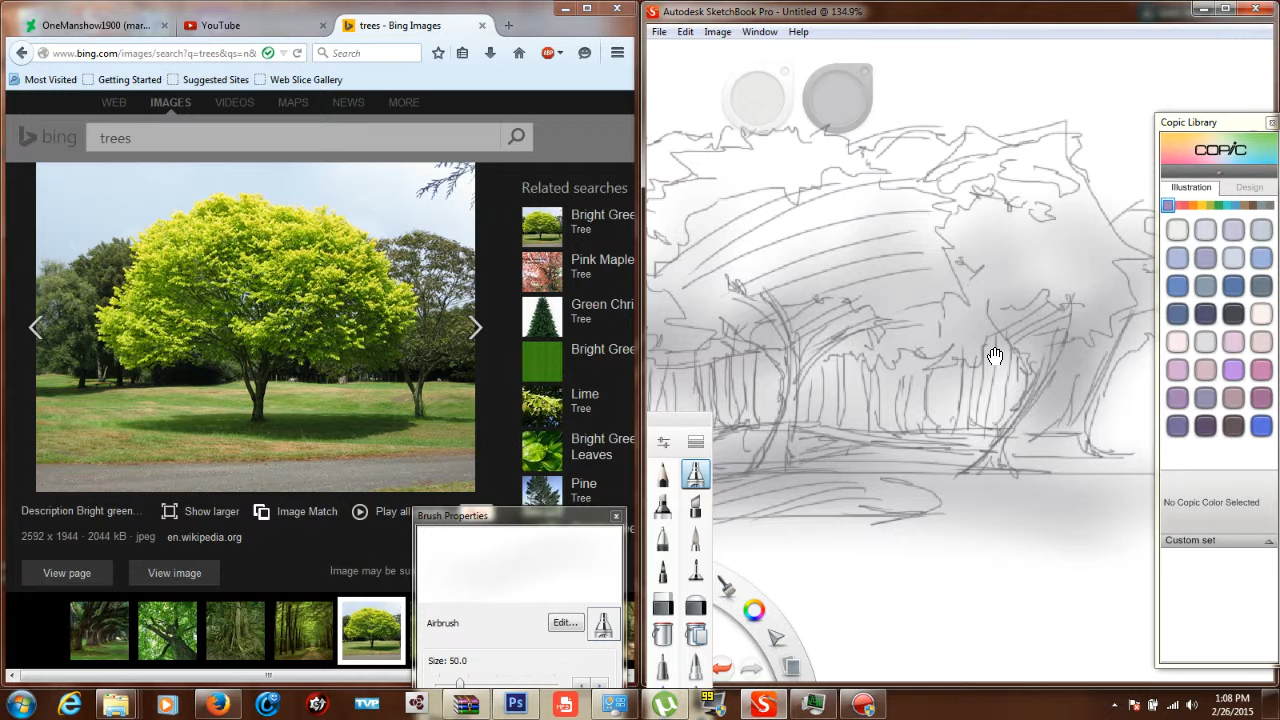 OneManshow1900 (mar...
YouTube
trees - Bing Images
www.bing.com/images/search?q=trees&qs=n&
Search
Most Visited
Getting Started
Suggested Sites
Web Slice Gallery
WEB IMAGES VIDEOS MAPS NEWS MORE
bing
trees
Related searches
Bright Gree
Tree
Pink Maple
Tree
Green Chri
Tree
Bright Gree
Lime
Tree
Bright Gree
Leaves
Pine
Tree
Description Bright green...
Show larger
Image Match
Play all
2592 x 1944 · 2044 kB · jpeg
en.wikipedia.org
View page
View image
Image may be su
Brush Properties
Airbrush
Edit...
Size: 50.0
Autodesk SketchBook Pro - Untitled @ 134.9%
File Edit Image Window Help
Copic Library
COPIC
Illustration
Design
No Copic Color Selected
Custom set
TVP
99
1:08 PM
2/26/2015